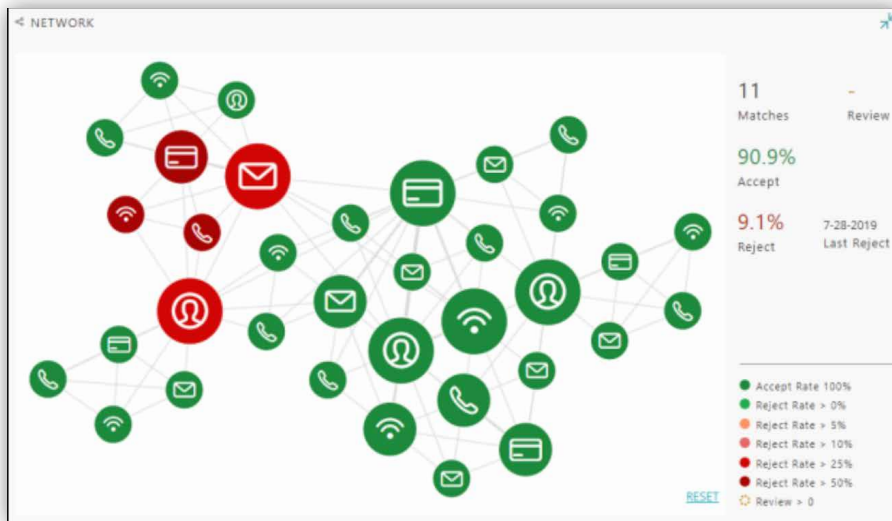 NETWORK
11
Matches
-
Review
90.9%
Accept
9.1%
Reject
7-28-2019
Last Reject
Accept Rate 100%
Reject Rate > 0%
Reject Rate > 5%
Reject Rate > 10%
Reject Rate > 25%
Reject Rate > 50%
Review > 0
RESET